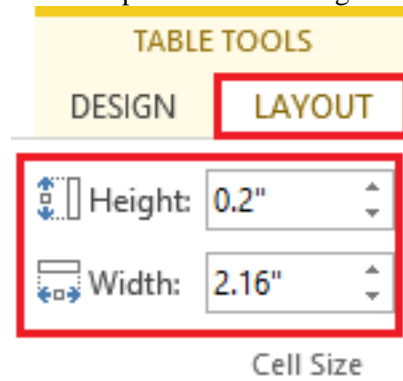 TABLE TOOLS
DESIGN LAYOUT
Height: 0.2"
Width: 2.16"
Cell Size